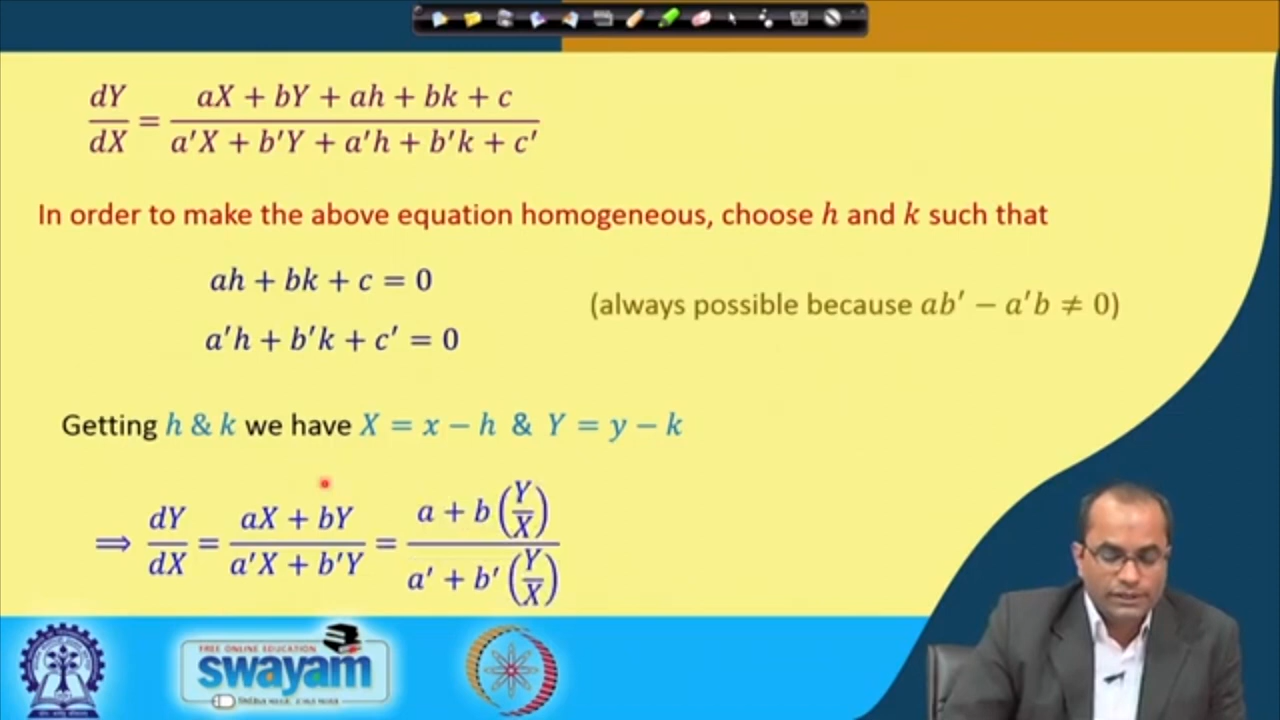 dY/dX = (aX + bY + ah + bk + c)/(a′X + b′Y + a′h + b′k + c′)
In order to make the above equation homogeneous, choose h and k such that
ah + bk + c = 0
(always possible because ab′ − a′b ≠ 0)
a′h + b′k + c′ = 0
Getting h & k we have X = x − h & Y = y − k
⟹ dY/dX = (aX + bY)/(a′X + b′Y) = (a + b(Y/X))/(a′ + b′(Y/X))
FREE ONLINE EDUCATION
swayam